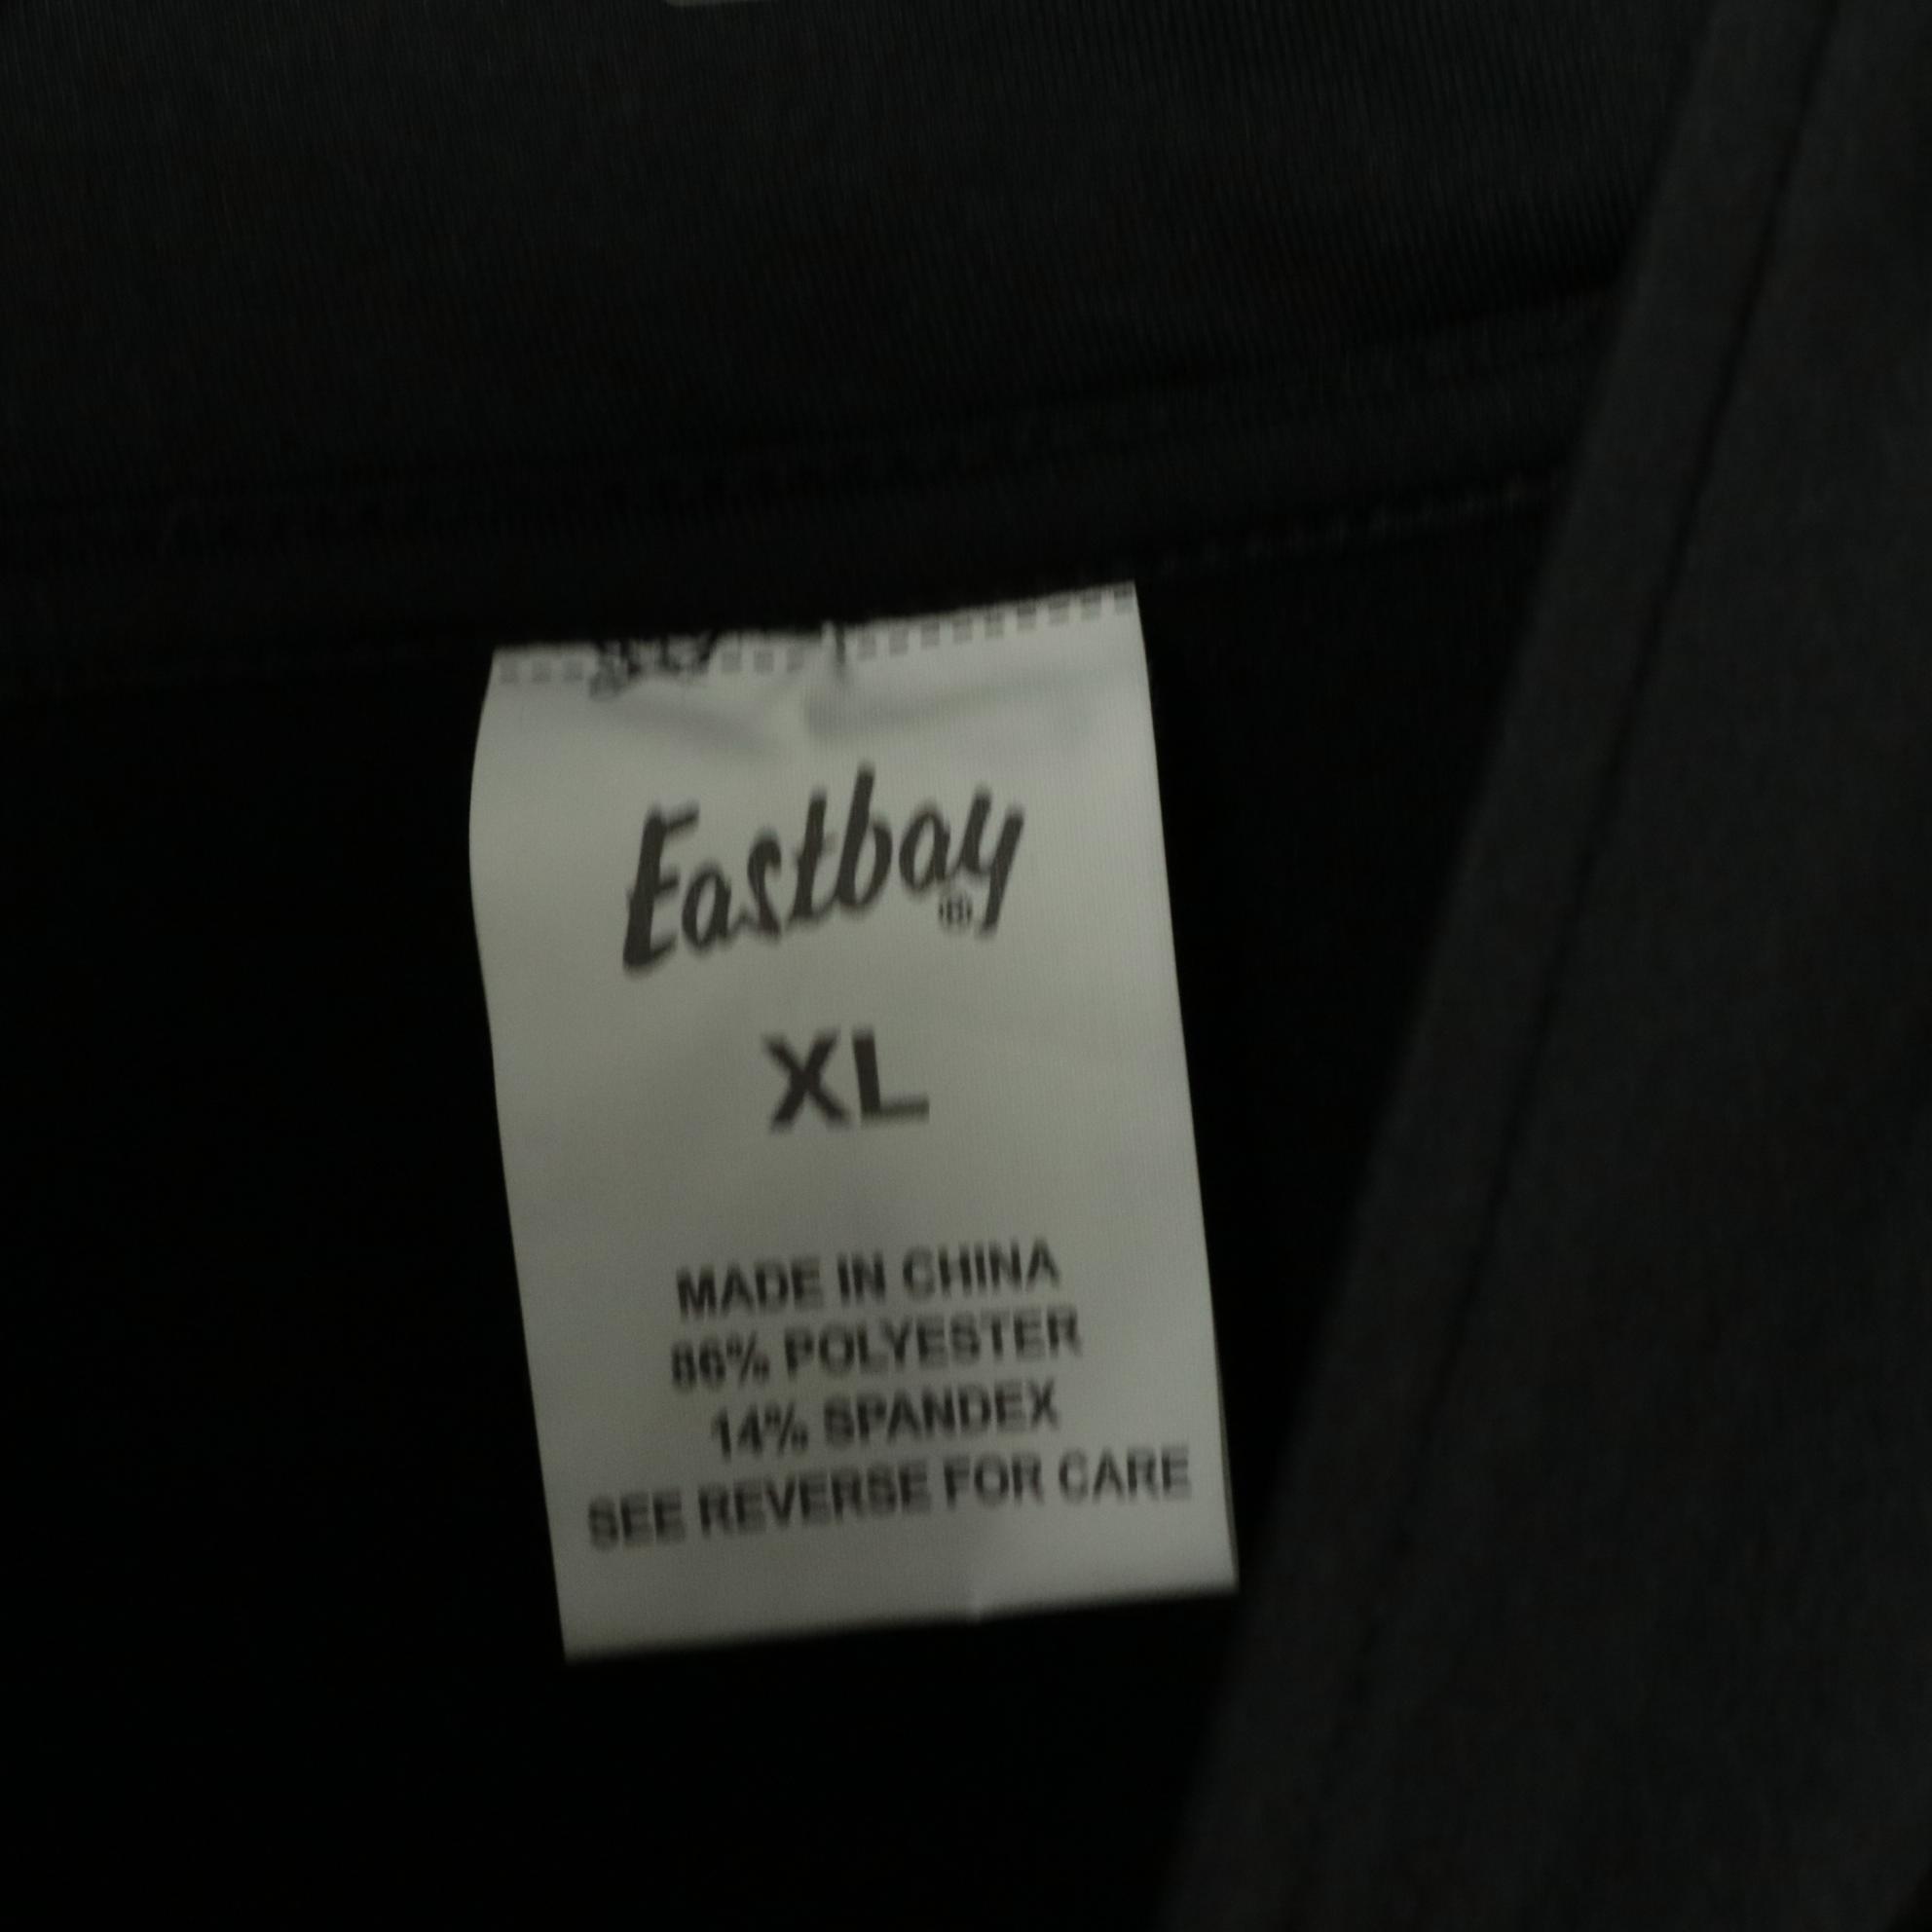 Eastbay®
XL
MADE IN CHINA
86% POLYESTER
14% SPANDEX
SEE REVERSE FOR CARE